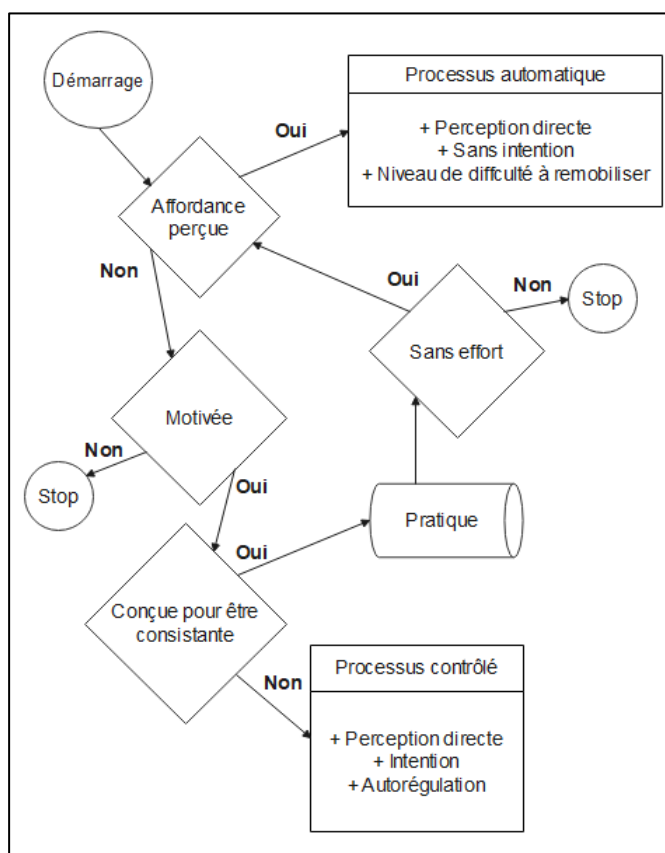 Démarrage
Processus automatique
+ Perception directe
+ Sans intention
+ Niveau de diffculté à remobiliser
Oui
Affordance
perçue
Non
Oui
Non
Stop
Sans effort
Motivée
Non
Stop
Oui
Pratique
Oui
Conçue pour être
consistante
Non
Processus contrôlé
+ Perception directe
+ Intention
+ Autorégulation